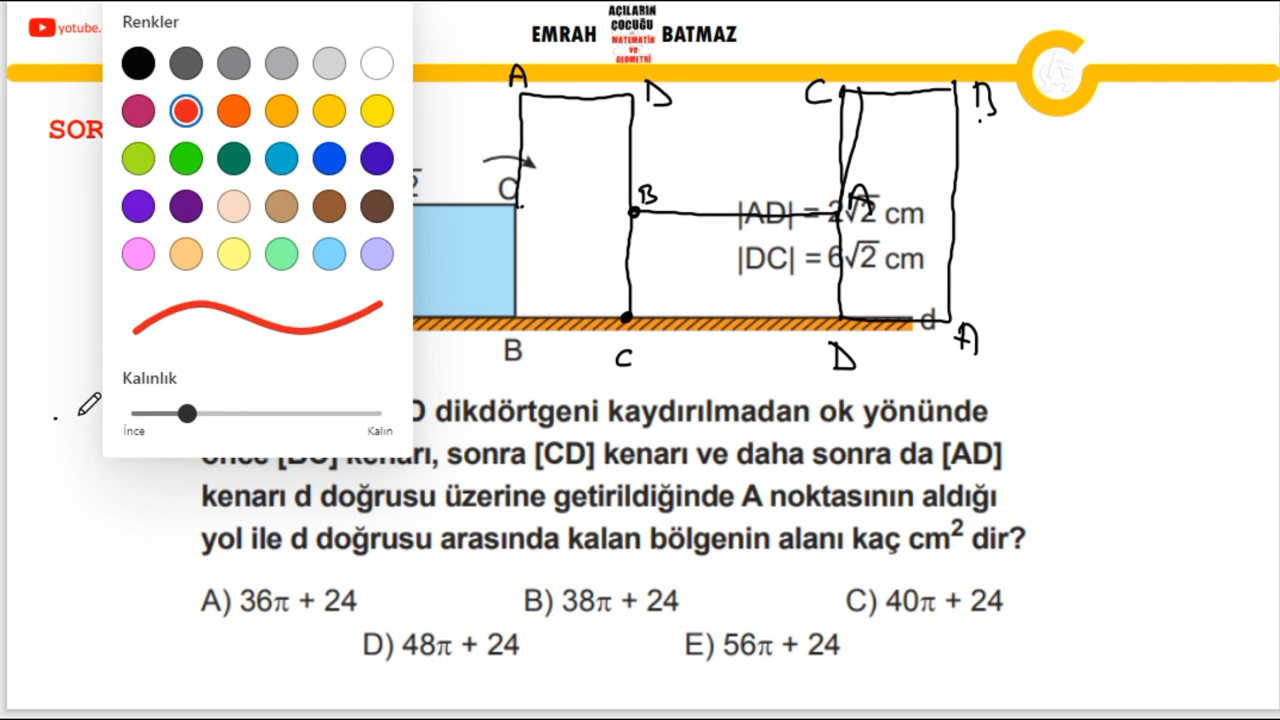 yotube.
EMRAH
AÇILARIN
ÇOCUĞU
MATEMATİK
ve
GEOMETRİ
BATMAZ
Renkler
SOR
A
D
C
B
C
B
A
|AD| = 2√2 cm
|DC| = 6√2 cm
d
B
C
D
A
Kalınlık
İnce
Kalın
D dikdörtgeni kaydırılmadan ok yönünde
önce [BC] kenarı, sonra [CD] kenarı ve daha sonra da [AD]
kenarı d doğrusu üzerine getirildiğinde A noktasının aldığı
yol ile d doğrusu arasında kalan bölgenin alanı kaç cm² dir?
A) 36π + 24
B) 38π + 24
C) 40π + 24
D) 48π + 24
E) 56π + 24